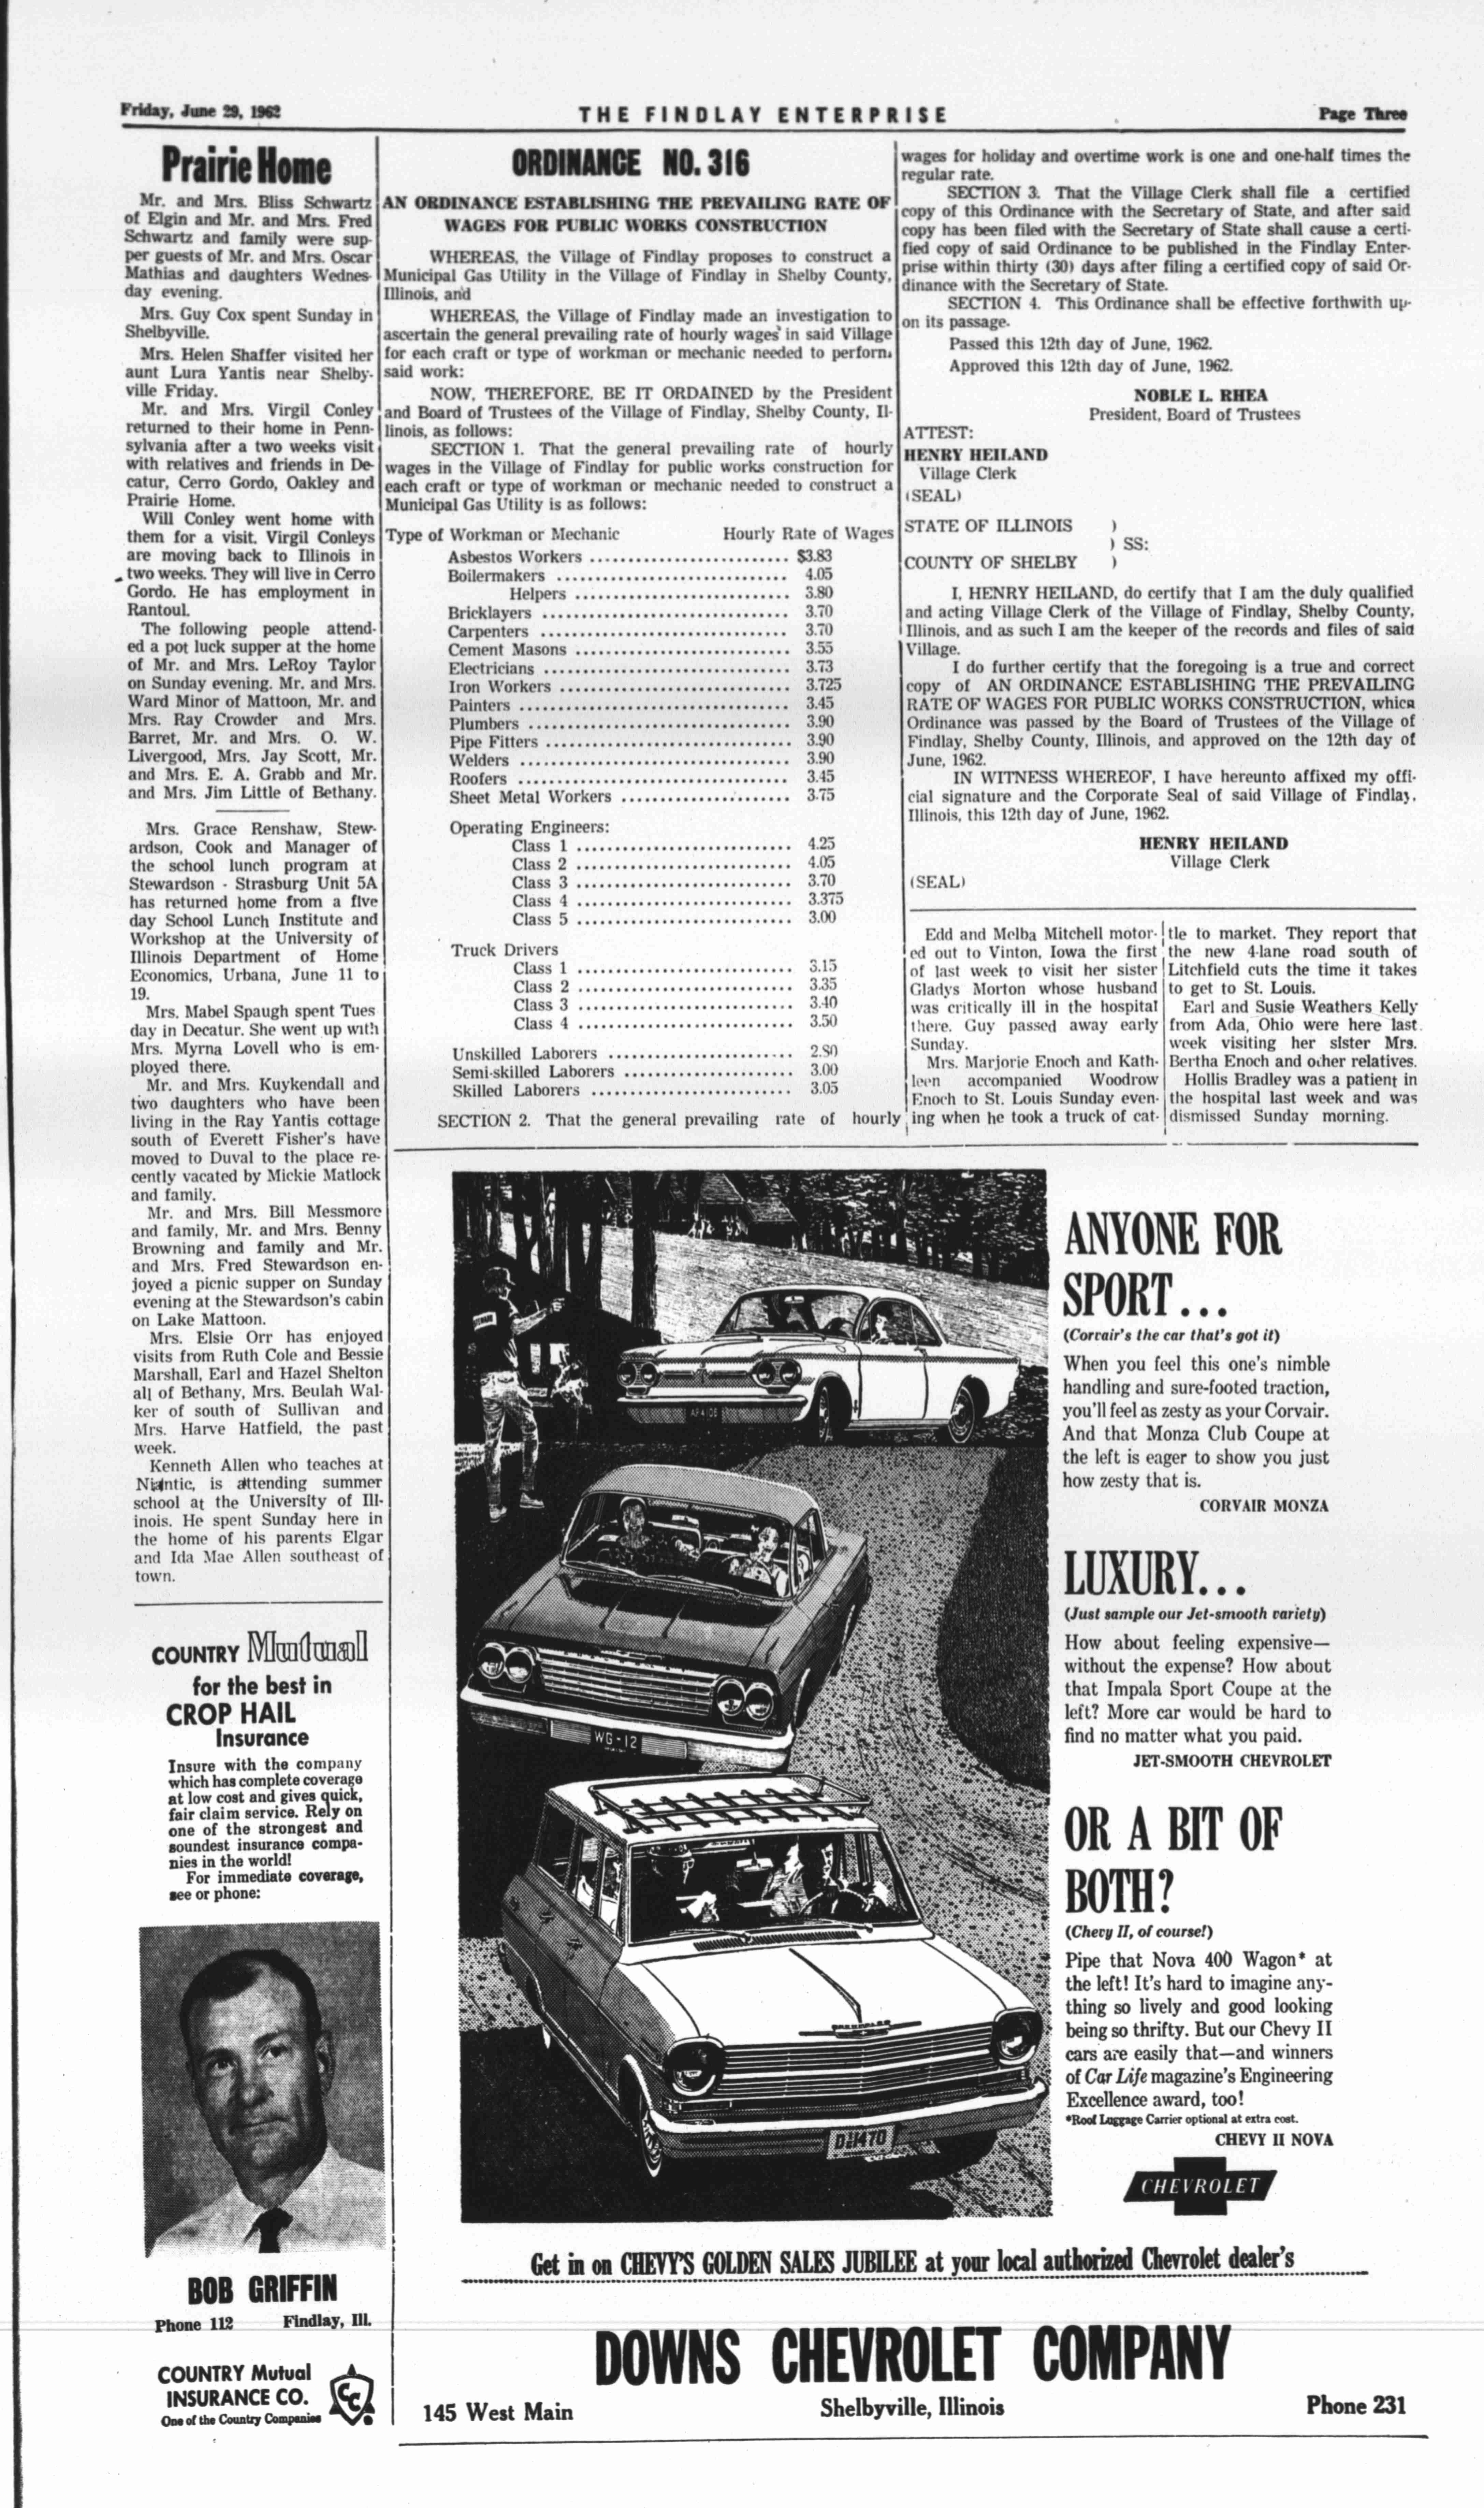 Friday, June 29, 1962
THE FINDLAY ENTERPRISE
Page Three
Prairie Home
Mr. and Mrs. Bliss Schwartz
of Elgin and Mr. and Mrs. Fred
Schwartz and family were sup-
per guests of Mr. and Mrs. Oscar
Mathias and daughters Wednes-
day evening.
Mrs. Guy Cox spent Sunday in
Shelbyville.
Mrs. Helen Shaffer visited her
aunt Lura Yantis near Shelby-
ville Friday.
Mr. and Mrs. Virgil Conley
returned to their home in Penn-
sylvania after a two weeks visit
with relatives and friends in De-
catur, Cerro Gordo, Oakley and
Prairie Home.
Will Conley went home with
them for a visit. Virgil Conleys
are moving back to Illinois in
two weeks. They will live in Cerro
Gordo. He has employment in
Rantoul.
The following people attend-
ed a pot luck supper at the home
of Mr. and Mrs. LeRoy Taylor
on Sunday evening. Mr. and Mrs.
Ward Minor of Mattoon, Mr. and
Mrs. Ray Crowder and Mrs.
Barret, Mr. and Mrs. O. W.
Livergood, Mrs. Jay Scott, Mr.
and Mrs. E. A. Grabb and Mr.
and Mrs. Jim Little of Bethany.
Mrs. Grace Renshaw, Stew-
ardson, Cook and Manager of
the school lunch program at
Stewardson - Strasburg Unit 5A
has returned home from a five
day School Lunch Institute and
Workshop at the University of
Illinois Department of Home
Economics, Urbana, June 11 to
19.
Mrs. Mabel Spaugh spent Tues
day in Decatur. She went up with
Mrs. Myrna Lovell who is em-
ployed there.
Mr. and Mrs. Kuykendall and
two daughters who have been
living in the Ray Yantis cottage
south of Everett Fisher's have
moved to Duval to the place re-
cently vacated by Mickie Matlock
and family.
Mr. and Mrs. Bill Messmore
and family, Mr. and Mrs. Benny
Browning and family and Mr.
and Mrs. Fred Stewardson en-
joyed a picnic supper on Sunday
evening at the Stewardson's cabin
on Lake Mattoon.
Mrs. Elsie Orr has enjoyed
visits from Ruth Cole and Bessie
Marshall, Earl and Hazel Shelton
all of Bethany, Mrs. Beulah Wal-
ker of south of Sullivan and
Mrs. Harve Hatfield, the past
week.
Kenneth Allen who teaches at
Niantic, is attending summer
school at the University of Ill-
inois. He spent Sunday here in
the home of his parents Elgar
and Ida Mae Allen southeast of
town.
COUNTRY Mutual
for the best in
CROP HAIL
Insurance
Insure with the company
which has complete coverage
at low cost and gives quick,
fair claim service. Rely on
one of the strongest and
soundest insurance compa-
nies in the world!
For immediate coverage,
see or phone:
BOB GRIFFIN
Phone 112 Findlay, Ill.
COUNTRY Mutual
INSURANCE CO.
One of the Country Companies
CC
ORDINANCE NO. 316
AN ORDINANCE ESTABLISHING THE PREVAILING RATE OF
WAGES FOR PUBLIC WORKS CONSTRUCTION
WHEREAS, the Village of Findlay proposes to construct a
Municipal Gas Utility in the Village of Findlay in Shelby County,
Illinois, and
WHEREAS, the Village of Findlay made an investigation to
ascertain the general prevailing rate of hourly wages in said Village
for each craft or type of workman or mechanic needed to perform
said work:
NOW, THEREFORE, BE IT ORDAINED by the President
and Board of Trustees of the Village of Findlay, Shelby County, Il-
linois, as follows:
SECTION 1. That the general prevailing rate of hourly
wages in the Village of Findlay for public works construction for
each craft or type of workman or mechanic needed to construct a
Municipal Gas Utility is as follows:
Type of Workman or Mechanic Hourly Rate of Wages
Asbestos Workers ........ $3.83
Boilermakers ........ 4.05
Helpers ........ 3.80
Bricklayers ........ 3.70
Carpenters ........ 3.70
Cement Masons ........ 3.55
Electricians ........ 3.73
Iron Workers ........ 3.725
Painters ........ 3.45
Plumbers ........ 3.90
Pipe Fitters ........ 3.90
Welders ........ 3.90
Roofers ........ 3.45
Sheet Metal Workers ........ 3.75
Operating Engineers:
Class 1 ........ 4.25
Class 2 ........ 4.05
Class 3 ........ 3.70
Class 4 ........ 3.375
Class 5 ........ 3.00
Truck Drivers
Class 1 ........ 3.15
Class 2 ........ 3.35
Class 3 ........ 3.40
Class 4 ........ 3.50
Unskilled Laborers ........ 2.80
Semi-skilled Laborers ........ 3.00
Skilled Laborers ........ 3.05
SECTION 2. That the general prevailing rate of hourly
wages for holiday and overtime work is one and one-half times the
regular rate.
SECTION 3. That the Village Clerk shall file a certified
copy of this Ordinance with the Secretary of State, and after said
copy has been filed with the Secretary of State shall cause a certi-
fied copy of said Ordinance to be published in the Findlay Enter-
prise within thirty (30) days after filing a certified copy of said Or-
dinance with the Secretary of State.
SECTION 4. This Ordinance shall be effective forthwith up-
on its passage.
Passed this 12th day of June, 1962.
Approved this 12th day of June, 1962.
NOBLE L. RHEA
President, Board of Trustees
ATTEST:
HENRY HEILAND
Village Clerk
(SEAL)
STATE OF ILLINOIS )
) SS:
COUNTY OF SHELBY )
I, HENRY HEILAND, do certify that I am the duly qualified
and acting Village Clerk of the Village of Findlay, Shelby County,
Illinois, and as such I am the keeper of the records and files of said
Village.
I do further certify that the foregoing is a true and correct
copy of AN ORDINANCE ESTABLISHING THE PREVAILING
RATE OF WAGES FOR PUBLIC WORKS CONSTRUCTION, which
Ordinance was passed by the Board of Trustees of the Village of
Findlay, Shelby County, Illinois, and approved on the 12th day of
June, 1962.
IN WITNESS WHEREOF, I have hereunto affixed my offi-
cial signature and the Corporate Seal of said Village of Findlay,
Illinois, this 12th day of June, 1962.
HENRY HEILAND
Village Clerk
(SEAL)
Edd and Melba Mitchell motor-
ed out to Vinton, Iowa the first
of last week to visit her sister
Gladys Morton whose husband
was critically ill in the hospital
there. Guy passed away early
Sunday.
Mrs. Marjorie Enoch and Kath-
leen accompanied Woodrow
Enoch to St. Louis Sunday even-
ing when he took a truck of cat-
tle to market. They report that
the new 4-lane road south of
Litchfield cuts the time it takes
to get to St. Louis.
Earl and Susie Weathers Kelly
from Ada, Ohio were here last
week visiting her sister Mrs.
Bertha Enoch and other relatives.
Hollis Bradley was a patient in
the hospital last week and was
dismissed Sunday morning.
WG-12
ANYONE FOR
SPORT...
(Corvair's the car that's got it)
When you feel this one's nimble
handling and sure-footed traction,
you'll feel as zesty as your Corvair.
And that Monza Club Coupe at
the left is eager to show you just
how zesty that is.
CORVAIR MONZA
LUXURY...
(Just sample our Jet-smooth variety)
How about feeling expensive—
without the expense? How about
that Impala Sport Coupe at the
left? More car would be hard to
find no matter what you paid.
JET-SMOOTH CHEVROLET
OR A BIT OF
BOTH?
(Chevy II, of course!)
Pipe that Nova 400 Wagon* at
the left! It's hard to imagine any-
thing so lively and good looking
being so thrifty. But our Chevy II
cars are easily that—and winners
of Car Life magazine's Engineering
Excellence award, too!
*Roof Luggage Carrier optional at extra cost.
CHEVY II NOVA
CHEVROLET
Get in on CHEVY'S GOLDEN SALES JUBILEE at your local authorized Chevrolet dealer's
DOWNS CHEVROLET COMPANY
145 West Main Shelbyville, Illinois Phone 231